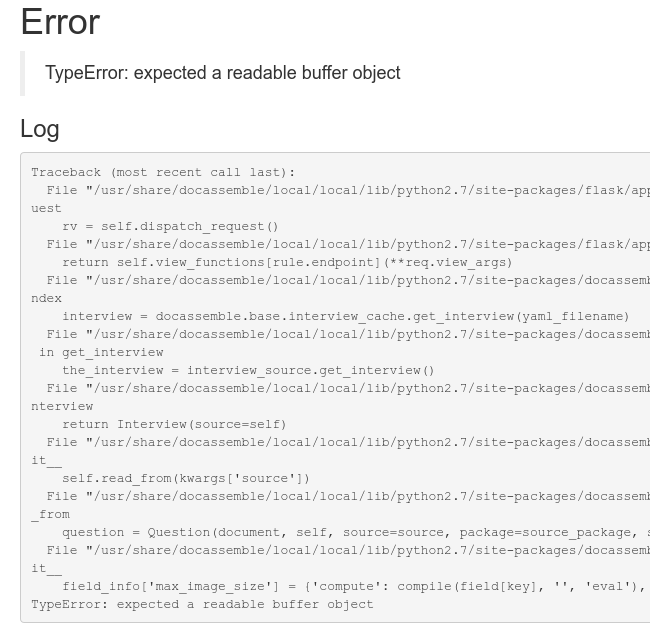 Error
TypeError: expected a readable buffer object
Log
Traceback (most recent call last):
  File "/usr/share/docassemble/local/local/lib/python2.7/site-packages/flask/app
uest
    rv = self.dispatch_request()
  File "/usr/share/docassemble/local/local/lib/python2.7/site-packages/flask/app
    return self.view_functions[rule.endpoint](**req.view_args)
  File "/usr/share/docassemble/local/local/lib/python2.7/site-packages/docassemb
ndex
    interview = docassemble.base.interview_cache.get_interview(yaml_filename)
  File "/usr/share/docassemble/local/local/lib/python2.7/site-packages/docassemb
 in get_interview
    the_interview = interview_source.get_interview()
  File "/usr/share/docassemble/local/local/lib/python2.7/site-packages/docassemb
nterview
    return Interview(source=self)
  File "/usr/share/docassemble/local/local/lib/python2.7/site-packages/docassemb
it__
    self.read_from(kwargs['source'])
  File "/usr/share/docassemble/local/local/lib/python2.7/site-packages/docassemb
_from
    question = Question(document, self, source=source, package=source_package, s
  File "/usr/share/docassemble/local/local/lib/python2.7/site-packages/docassemb
it__
    field_info['max_image_size'] = {'compute': compile(field[key], '', 'eval'),
TypeError: expected a readable buffer object